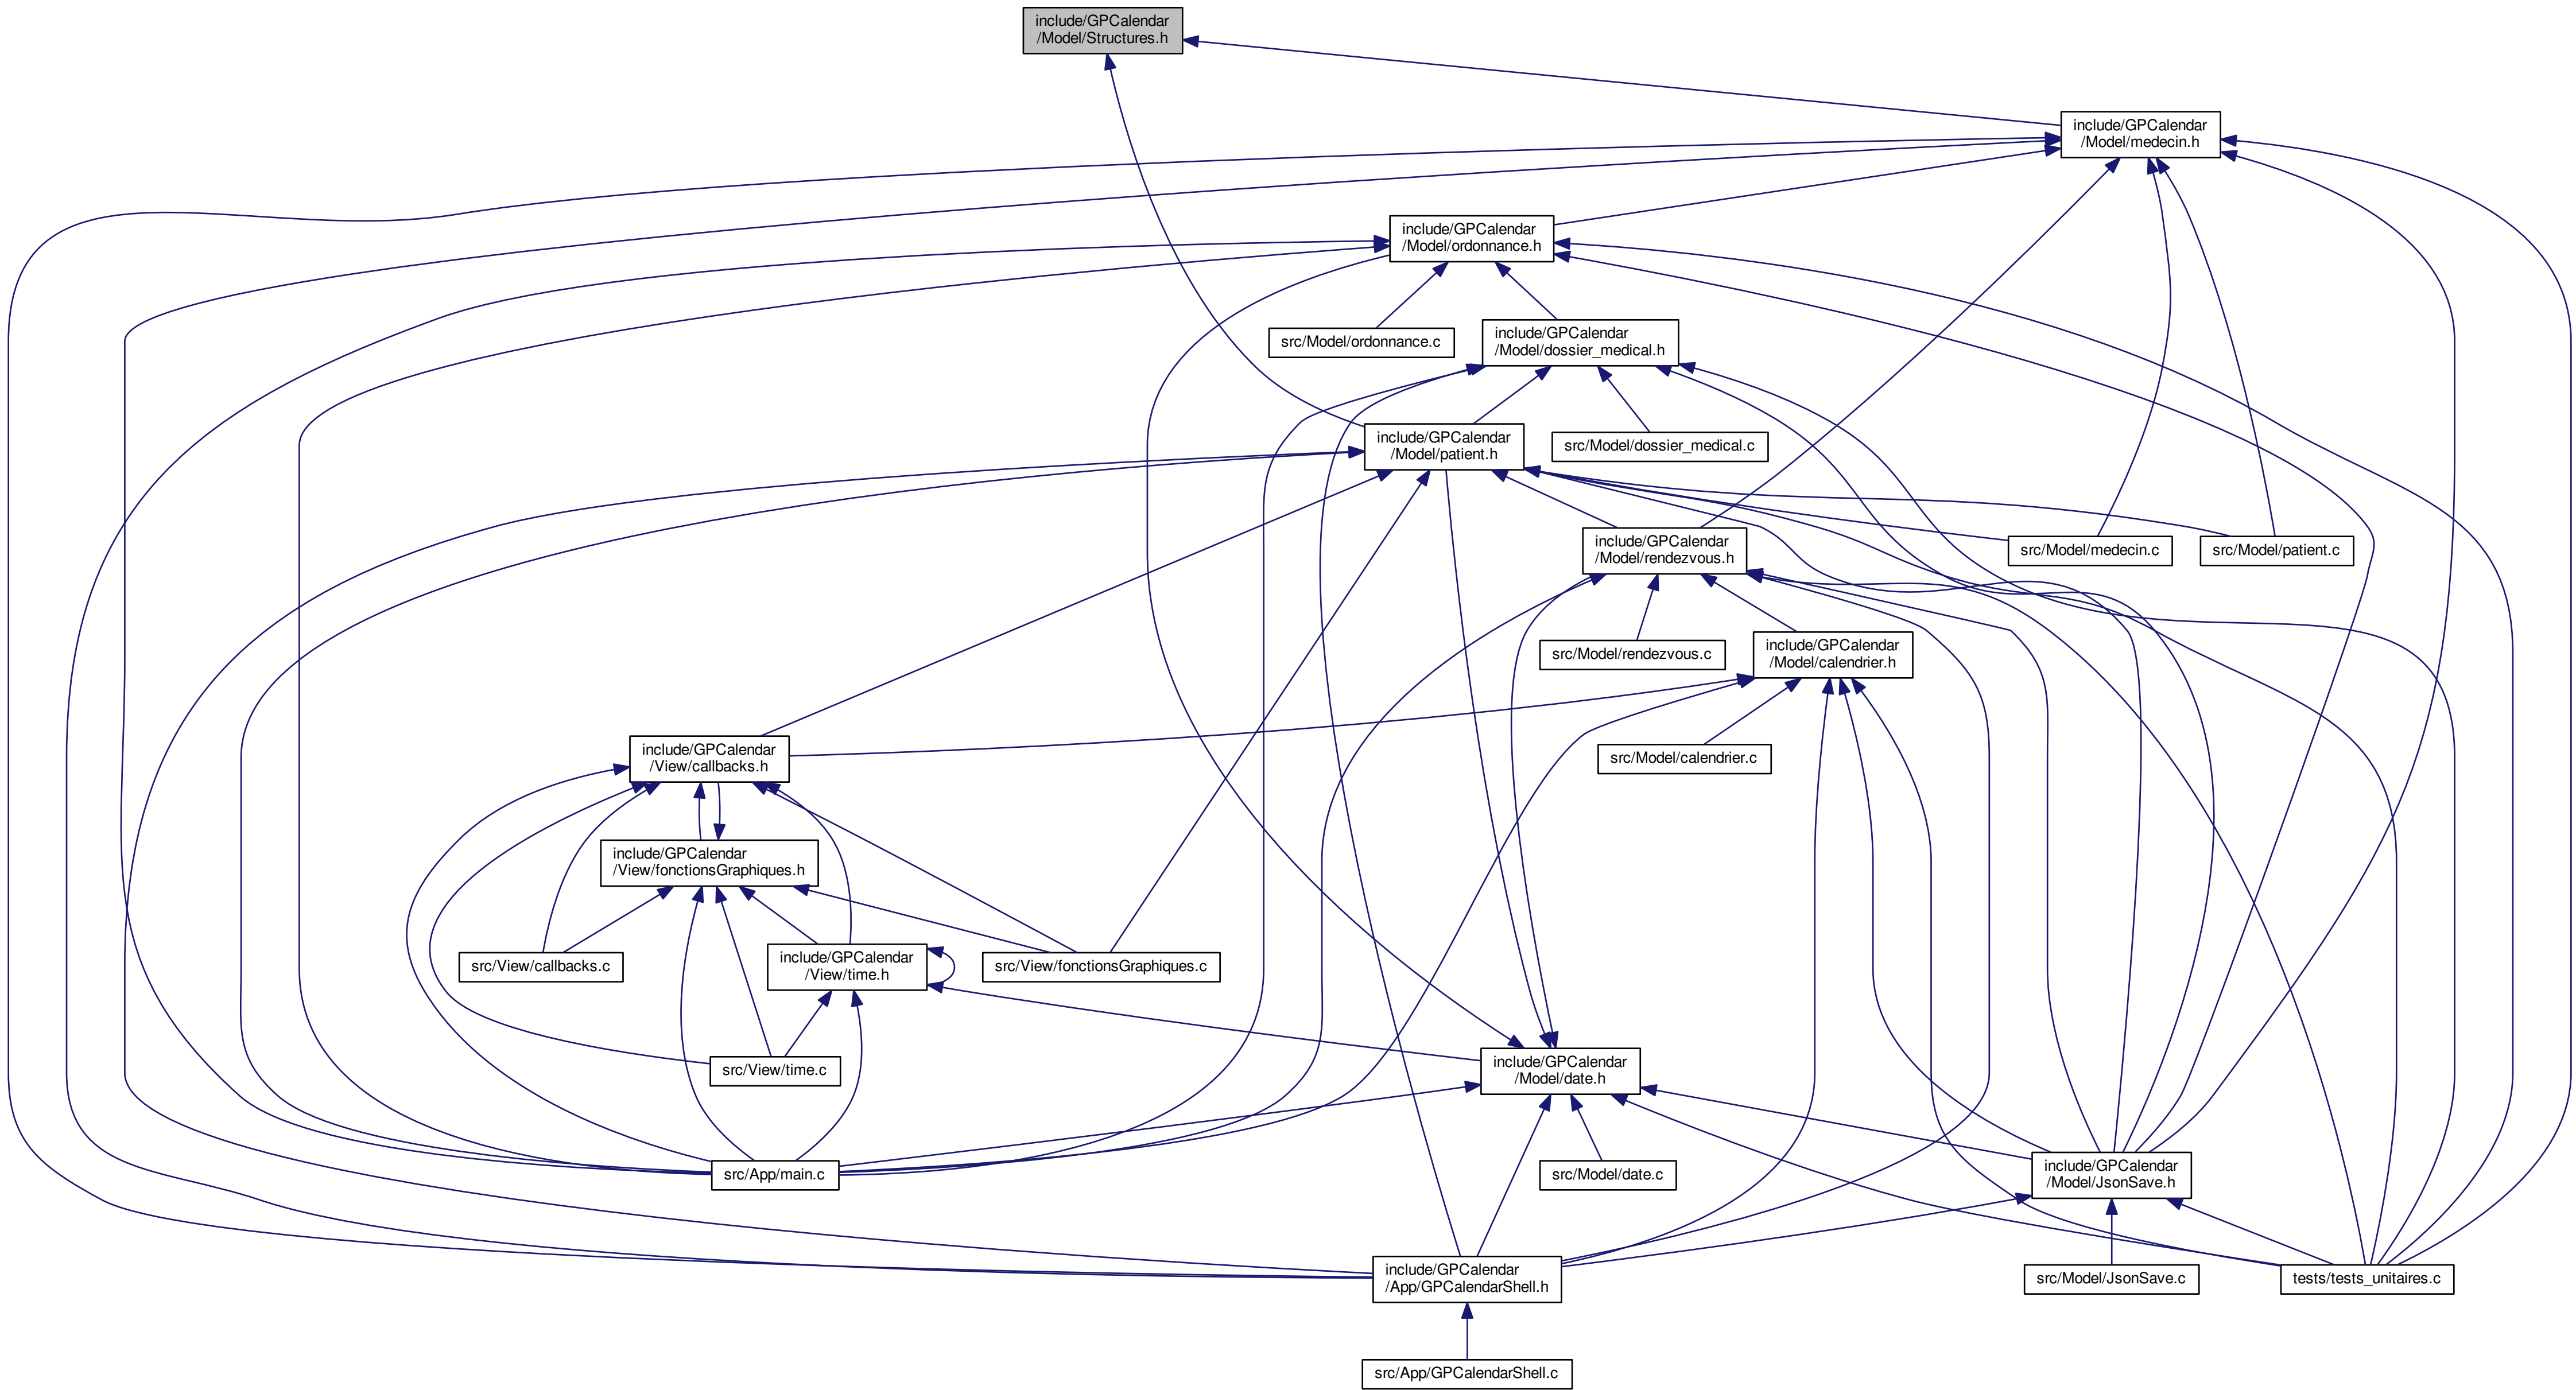 include/GPCalendar
/Model/Structures.h
include/GPCalendar
/Model/medecin.h
include/GPCalendar
/Model/ordonnance.h
src/Model/ordonnance.c
include/GPCalendar
/Model/dossier_medical.h
include/GPCalendar
/Model/patient.h
src/Model/dossier_medical.c
include/GPCalendar
/Model/rendezvous.h
src/Model/medecin.c
src/Model/patient.c
src/Model/rendezvous.c
include/GPCalendar
/Model/calendrier.h
include/GPCalendar
/View/callbacks.h
src/Model/calendrier.c
include/GPCalendar
/View/fonctionsGraphiques.h
src/View/callbacks.c
include/GPCalendar
/View/time.h
src/View/fonctionsGraphiques.c
src/View/time.c
include/GPCalendar
/Model/date.h
src/App/main.c
src/Model/date.c
include/GPCalendar
/Model/JsonSave.h
include/GPCalendar
/App/GPCalendarShell.h
src/Model/JsonSave.c
tests/tests_unitaires.c
src/App/GPCalendarShell.c